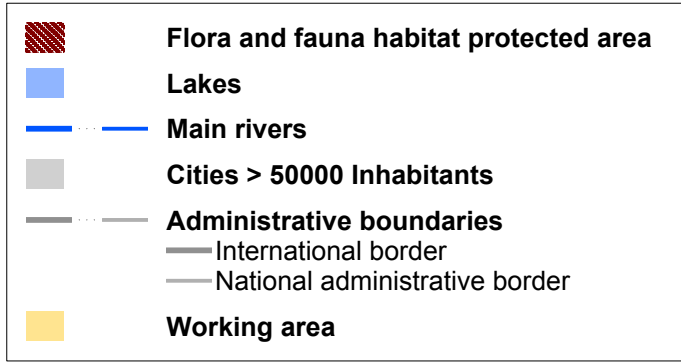 Flora and fauna habitat protected area
Lakes
Main rivers
Cities > 50000 Inhabitants
Administrative boundaries
International border
National administrative border
Working area